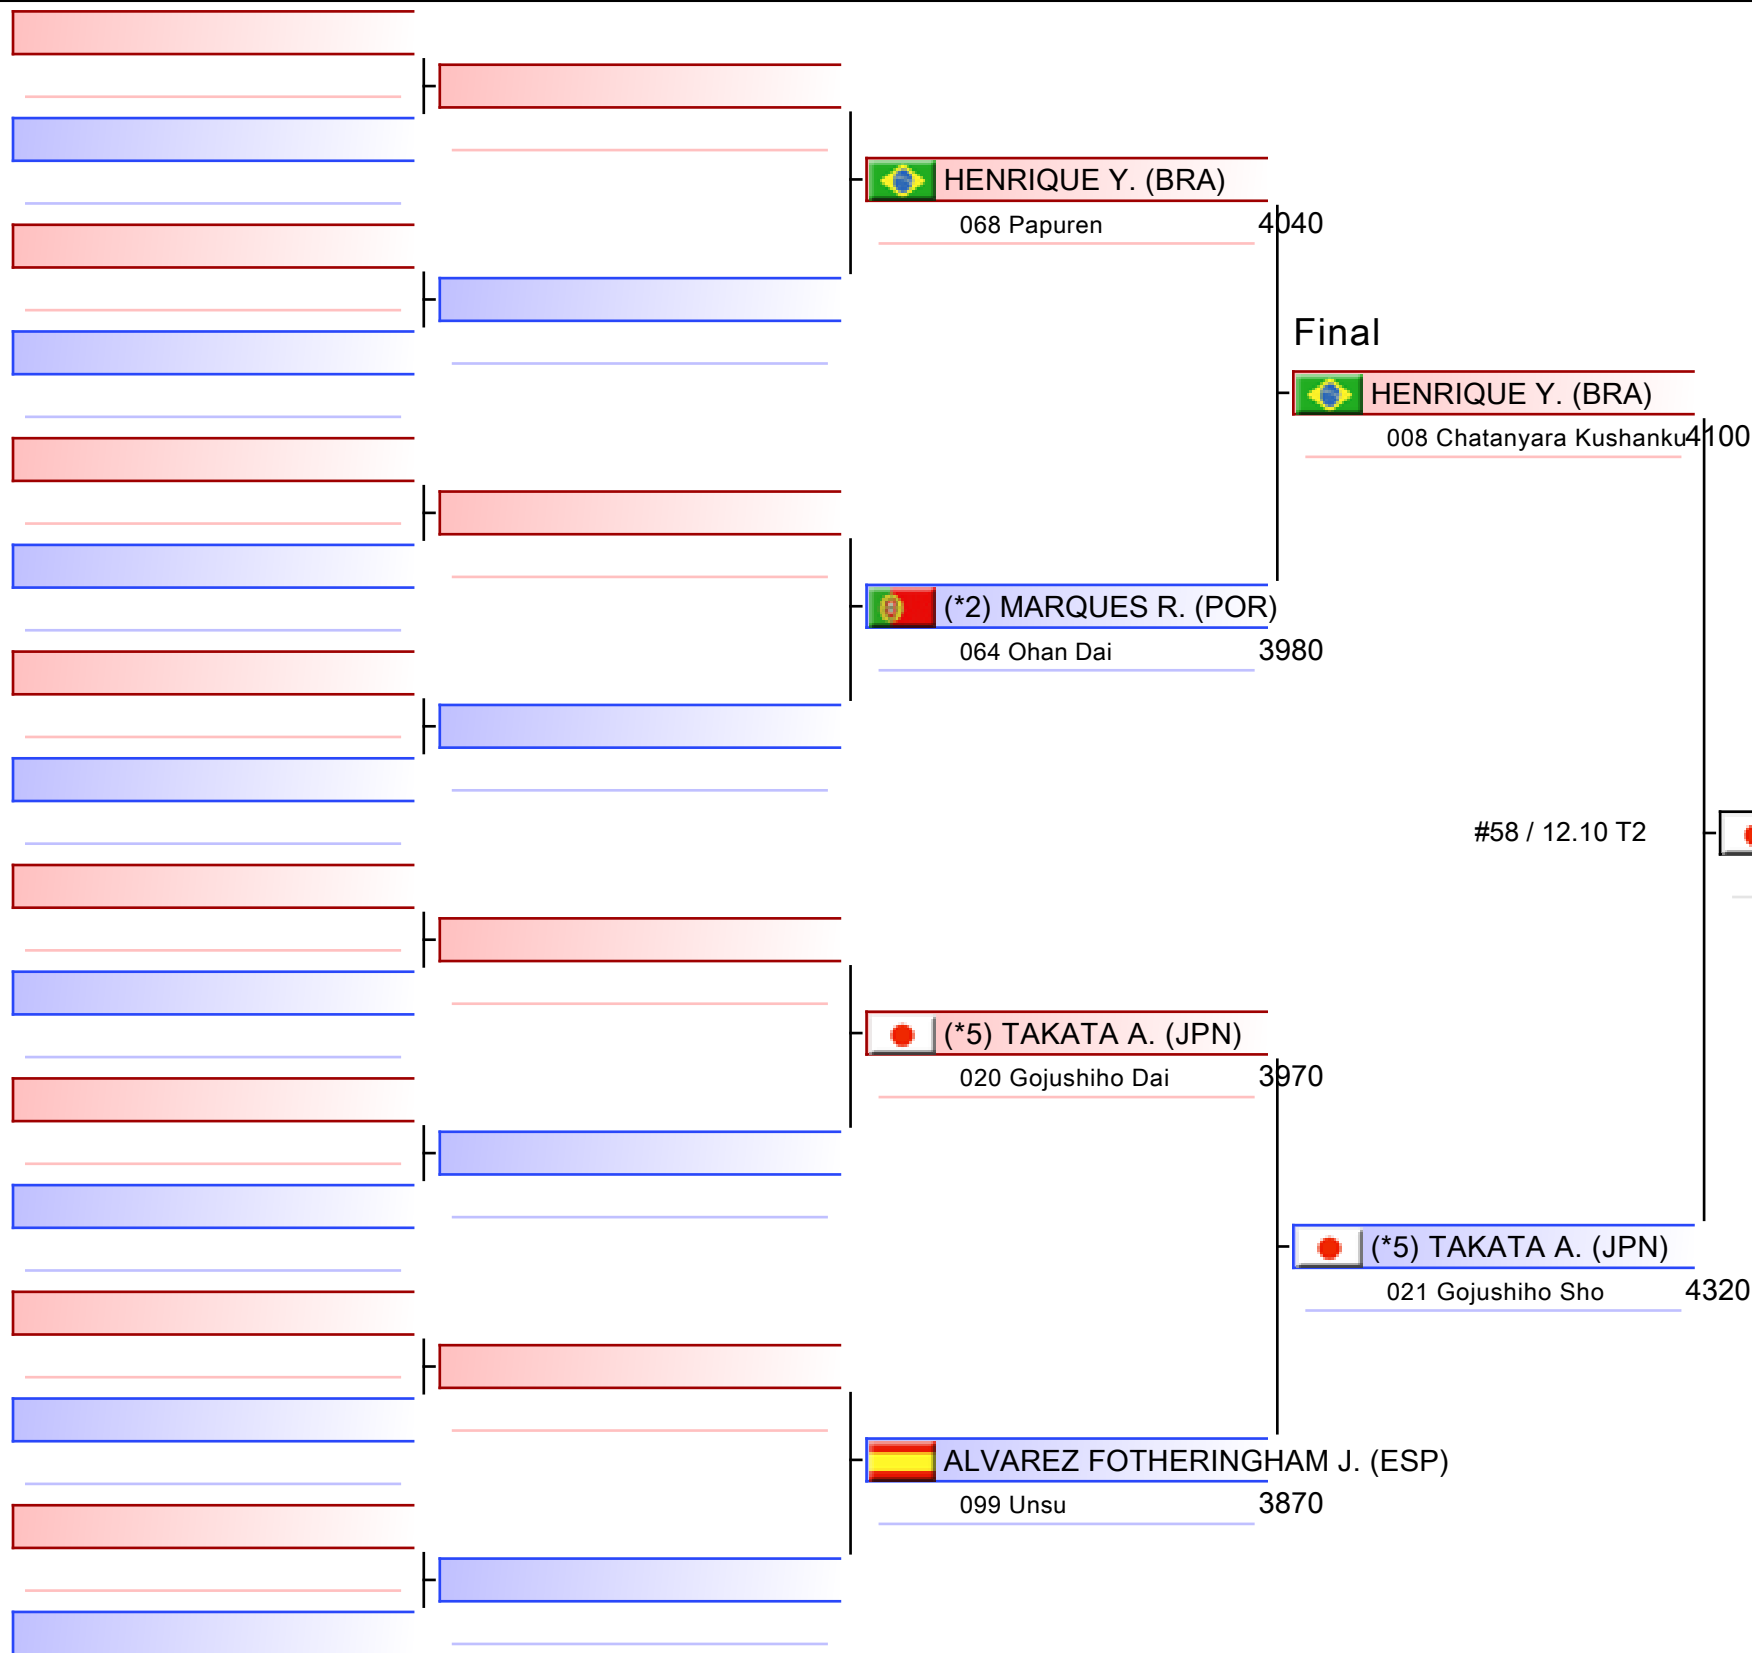 HENRIQUE Y. (BRA)
068 Papuren 4040
Final
HENRIQUE Y. (BRA)
008 Chatanyara Kushanku 4100
(*2) MARQUES R. (POR)
064 Ohan Dai 3980
#58 / 12.10 T2
(*5) TAKATA A. (JPN)
020 Gojushiho Dai 3970
(*5) TAKATA A. (JPN)
021 Gojushiho Sho 4320
ALVAREZ FOTHERINGHAM J. (ESP)
099 Unsu 3870